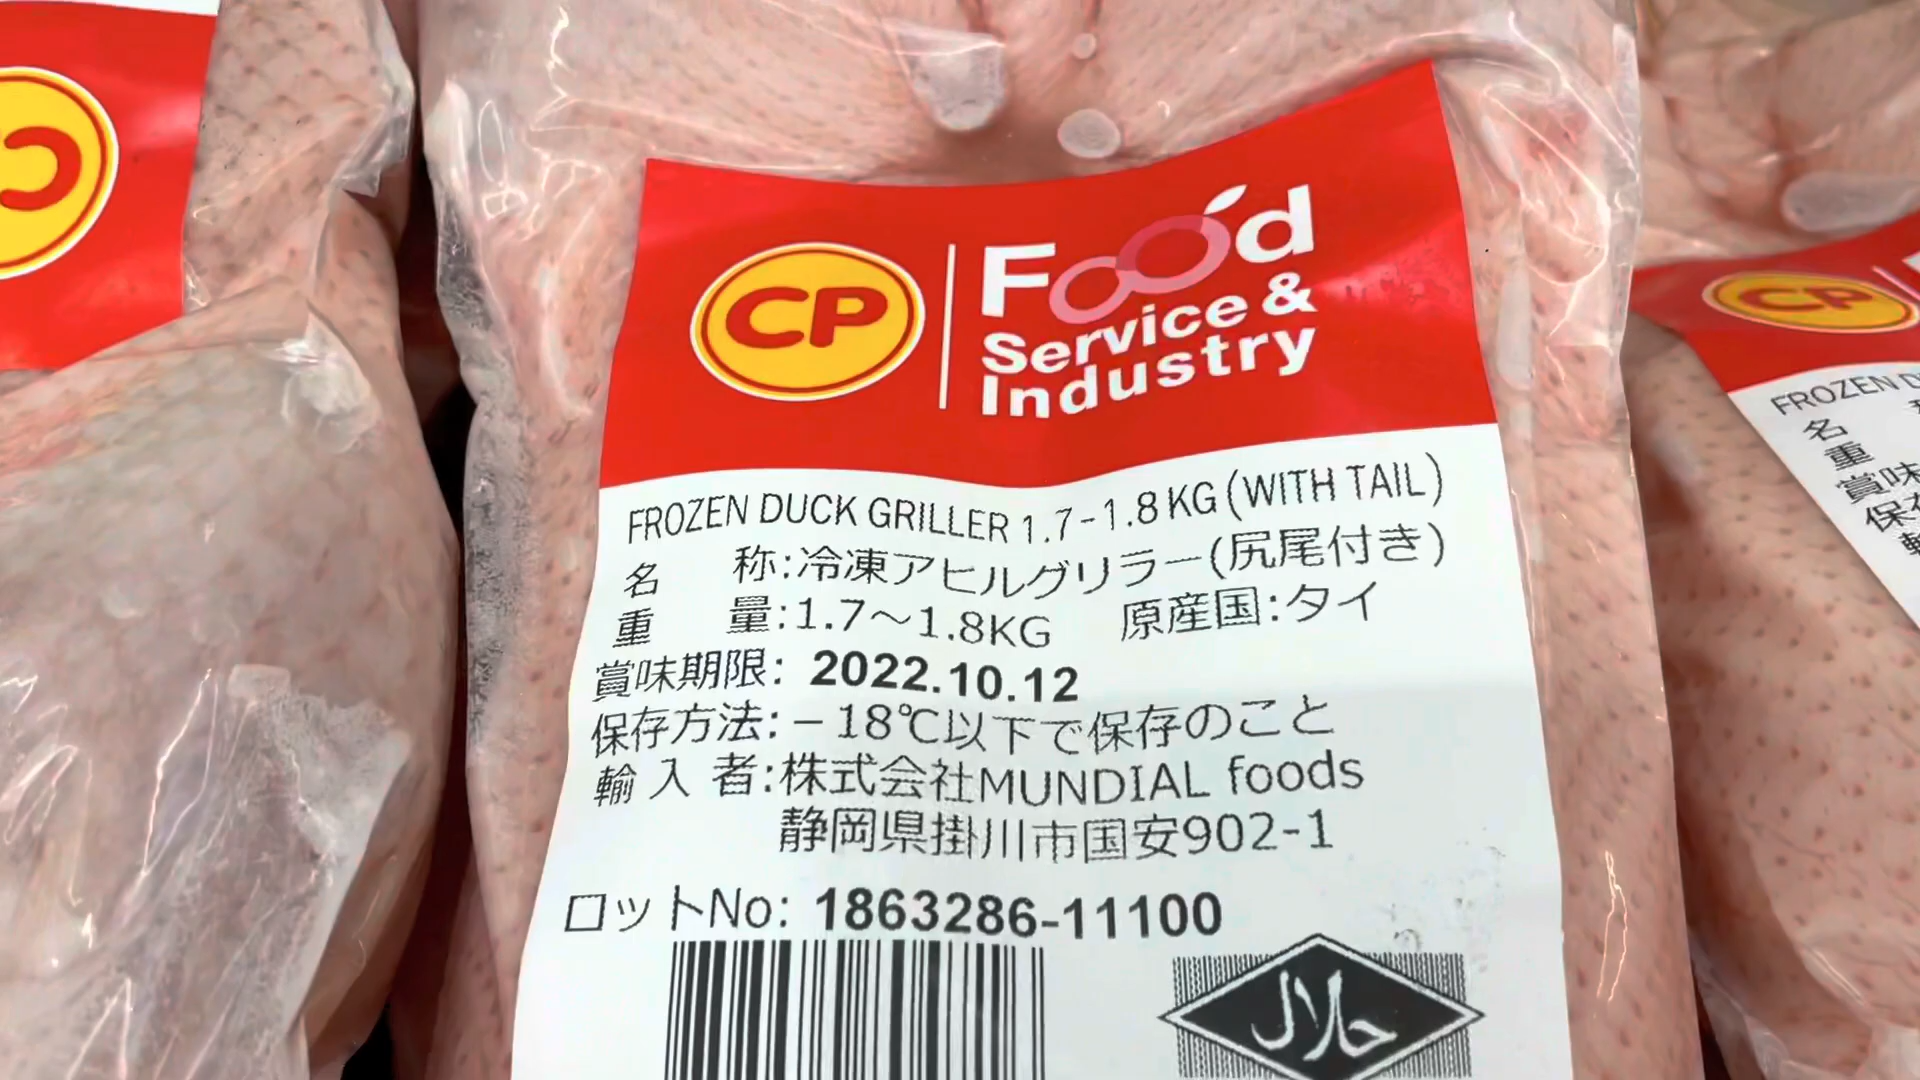 CP
Food
Service &
Industry
FROZEN DUCK GRILLER 1.7-1.8 KG (WITH TAIL)
名 称:冷凍アヒルグリラー(尻尾付き)
重 量:1.7〜1.8KG 原産国:タイ
賞味期限: 2022.10.12
保存方法:－18℃以下で保存のこと
輸 入 者:株式会社MUNDIAL foods
静岡県掛川市国安902-1
ロットNo: 1863286-11100
حلال
CP
FROZEN
名
重
賞味